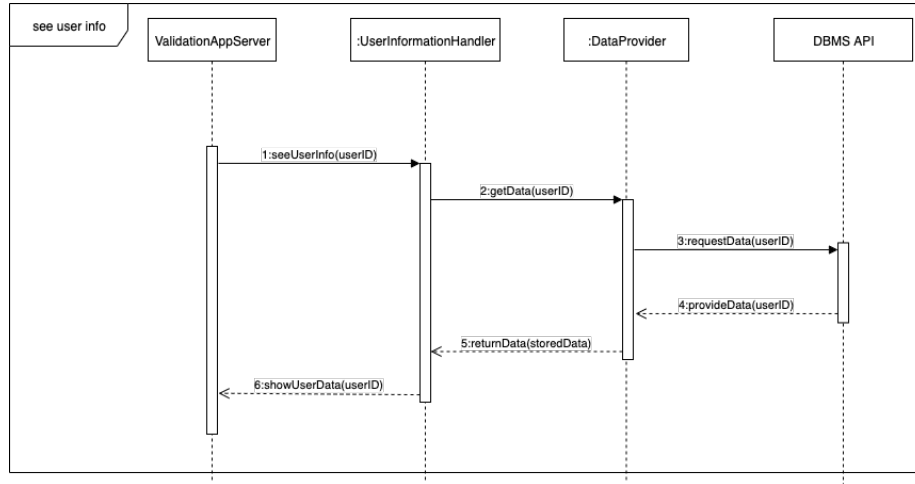 see user info
ValidationAppServer
:UserInformationHandler
:DataProvider
DBMS API
1:seeUserInfo(userID)
2:getData(userID)
3:requestData(userID)
4:provideData(userID)
5:returnData(storedData)
6:showUserData(userID)